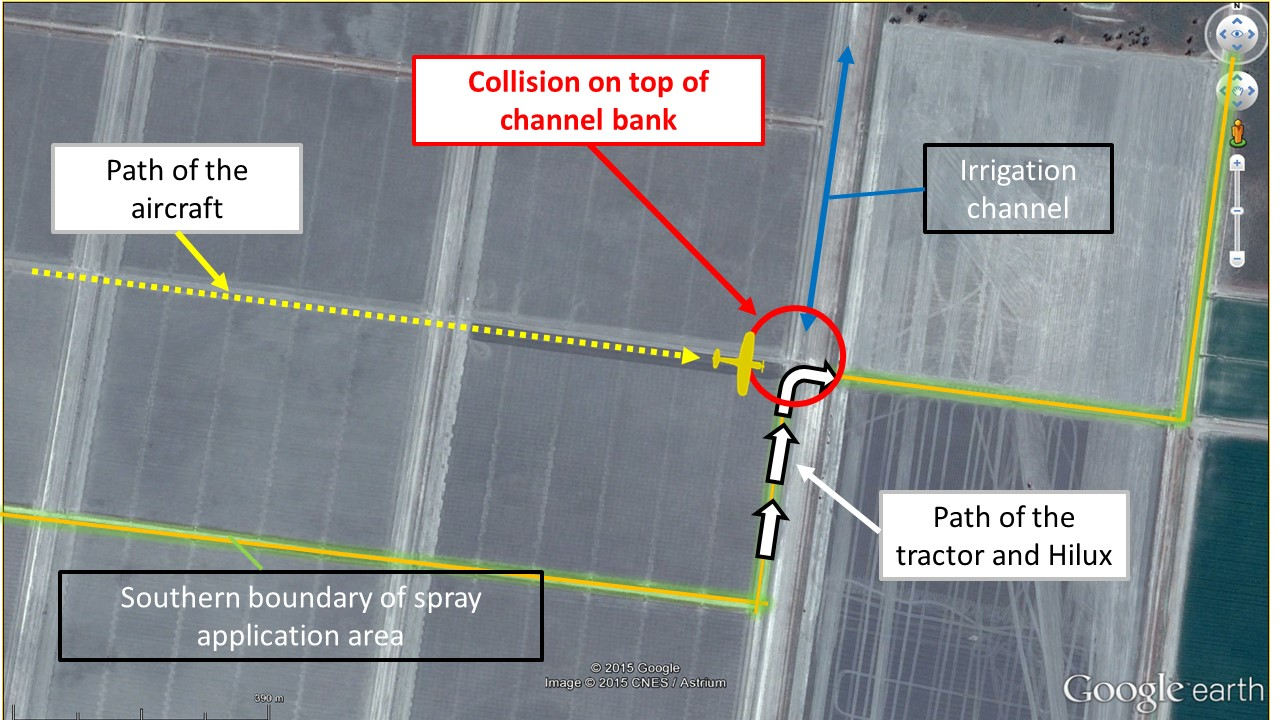 N
Collision on top of
channel bank
Path of the
aircraft
Irrigation
channel
Path of the
tractor and Hilux
Southern boundary of spray
application area
© 2015 Google
Image © 2015 CNES / Astrium
390 m
Google earth